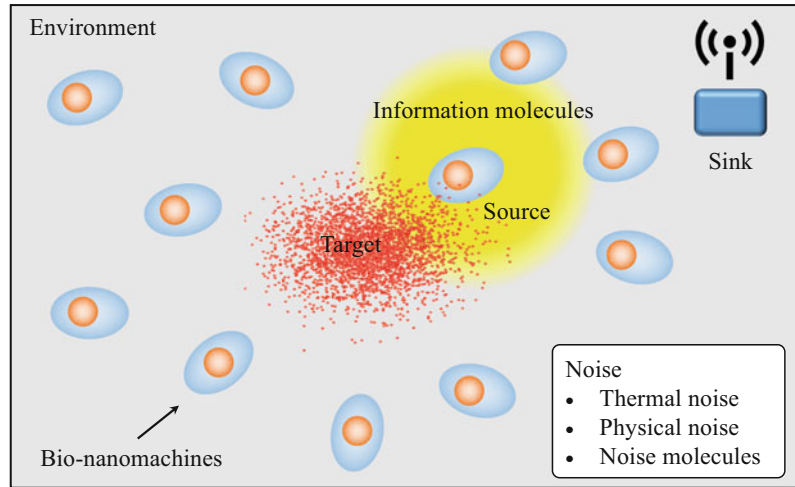 Environment
Information molecules
Sink
Source
Target
Bio-nanomachines
Noise
• Thermal noise
• Physical noise
• Noise molecules